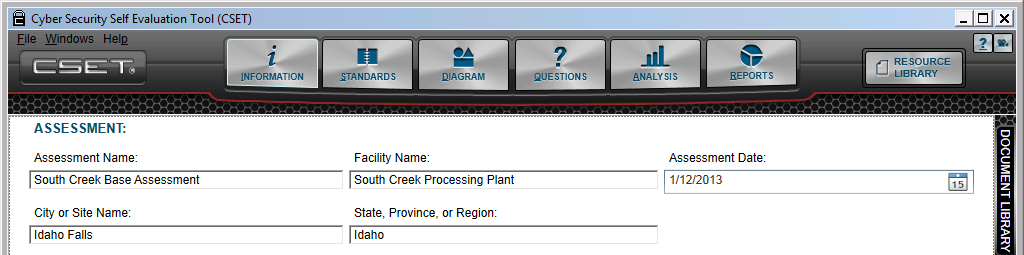 Cyber Security Self Evaluation Tool (CSET)
File Windows Help
CSET
INFORMATION
STANDARDS
DIAGRAM
?
QUESTIONS
ANALYSIS
REPORTS
RESOURCE
LIBRARY
?
ASSESSMENT:
Assessment Name:
South Creek Base Assessment
Facility Name:
South Creek Processing Plant
Assessment Date:
1/12/2013
15
City or Site Name:
Idaho Falls
State, Province, or Region:
Idaho
DOCUMENT LIBRARY